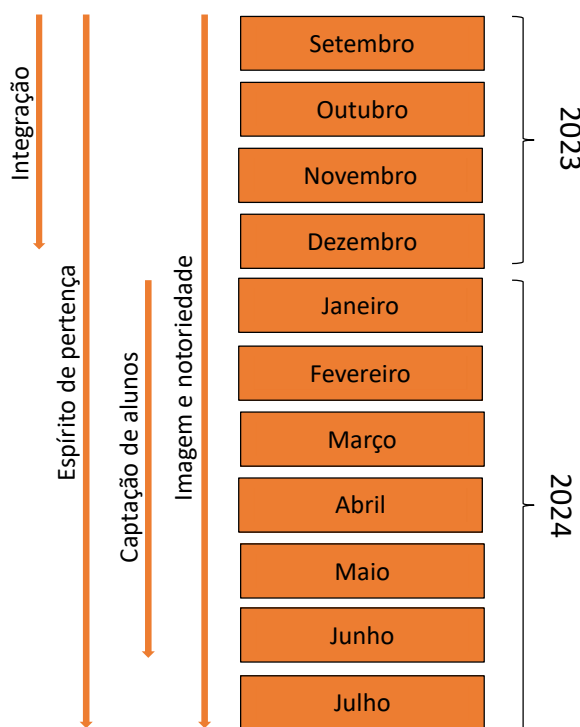 Integração
Espírito de pertença
Captação de alunos
Imagem e notoriedade
Setembro
Outubro
Novembro
Dezembro
Janeiro
Fevereiro
Março
Abril
Maio
Junho
Julho
2023
2024